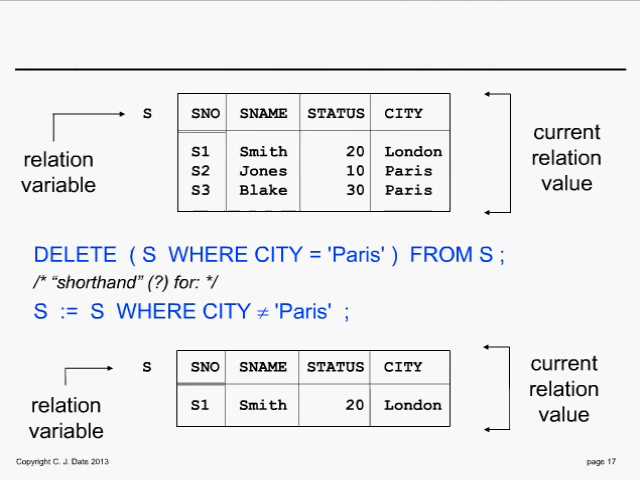 S SNO SNAME STATUS CITY
relation
variable
S1 Smith 20 London
S2 Jones 10 Paris
S3 Blake 30 Paris
current
relation
value
DELETE ( S WHERE CITY = 'Paris' ) FROM S ;
/* “shorthand” (?) for: */
S := S WHERE CITY ≠ 'Paris' ;
S SNO SNAME STATUS CITY
relation
variable
S1 Smith 20 London
current
relation
value
Copyright C. J. Date 2013 page 17